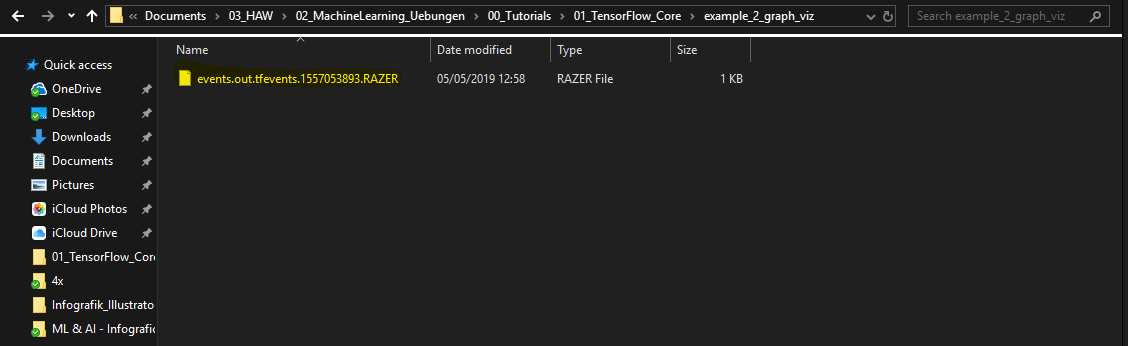 « Documents > 03_HAW > 02_MachineLearning_Uebungen > 00_Tutorials > 01_TensorFlow_Core > example_2_graph_viz
Search example_2_graph_viz
Name Date modified Type Size
Quick access
events.out.tfevents.1557053893.RAZER 05/05/2019 12:58 RAZER File 1 KB
OneDrive
Desktop
Downloads
Documents
Pictures
iCloud Photos
iCloud Drive
01_TensorFlow_Core
4x
Infografik_Illustrato
ML & AI - Infografic